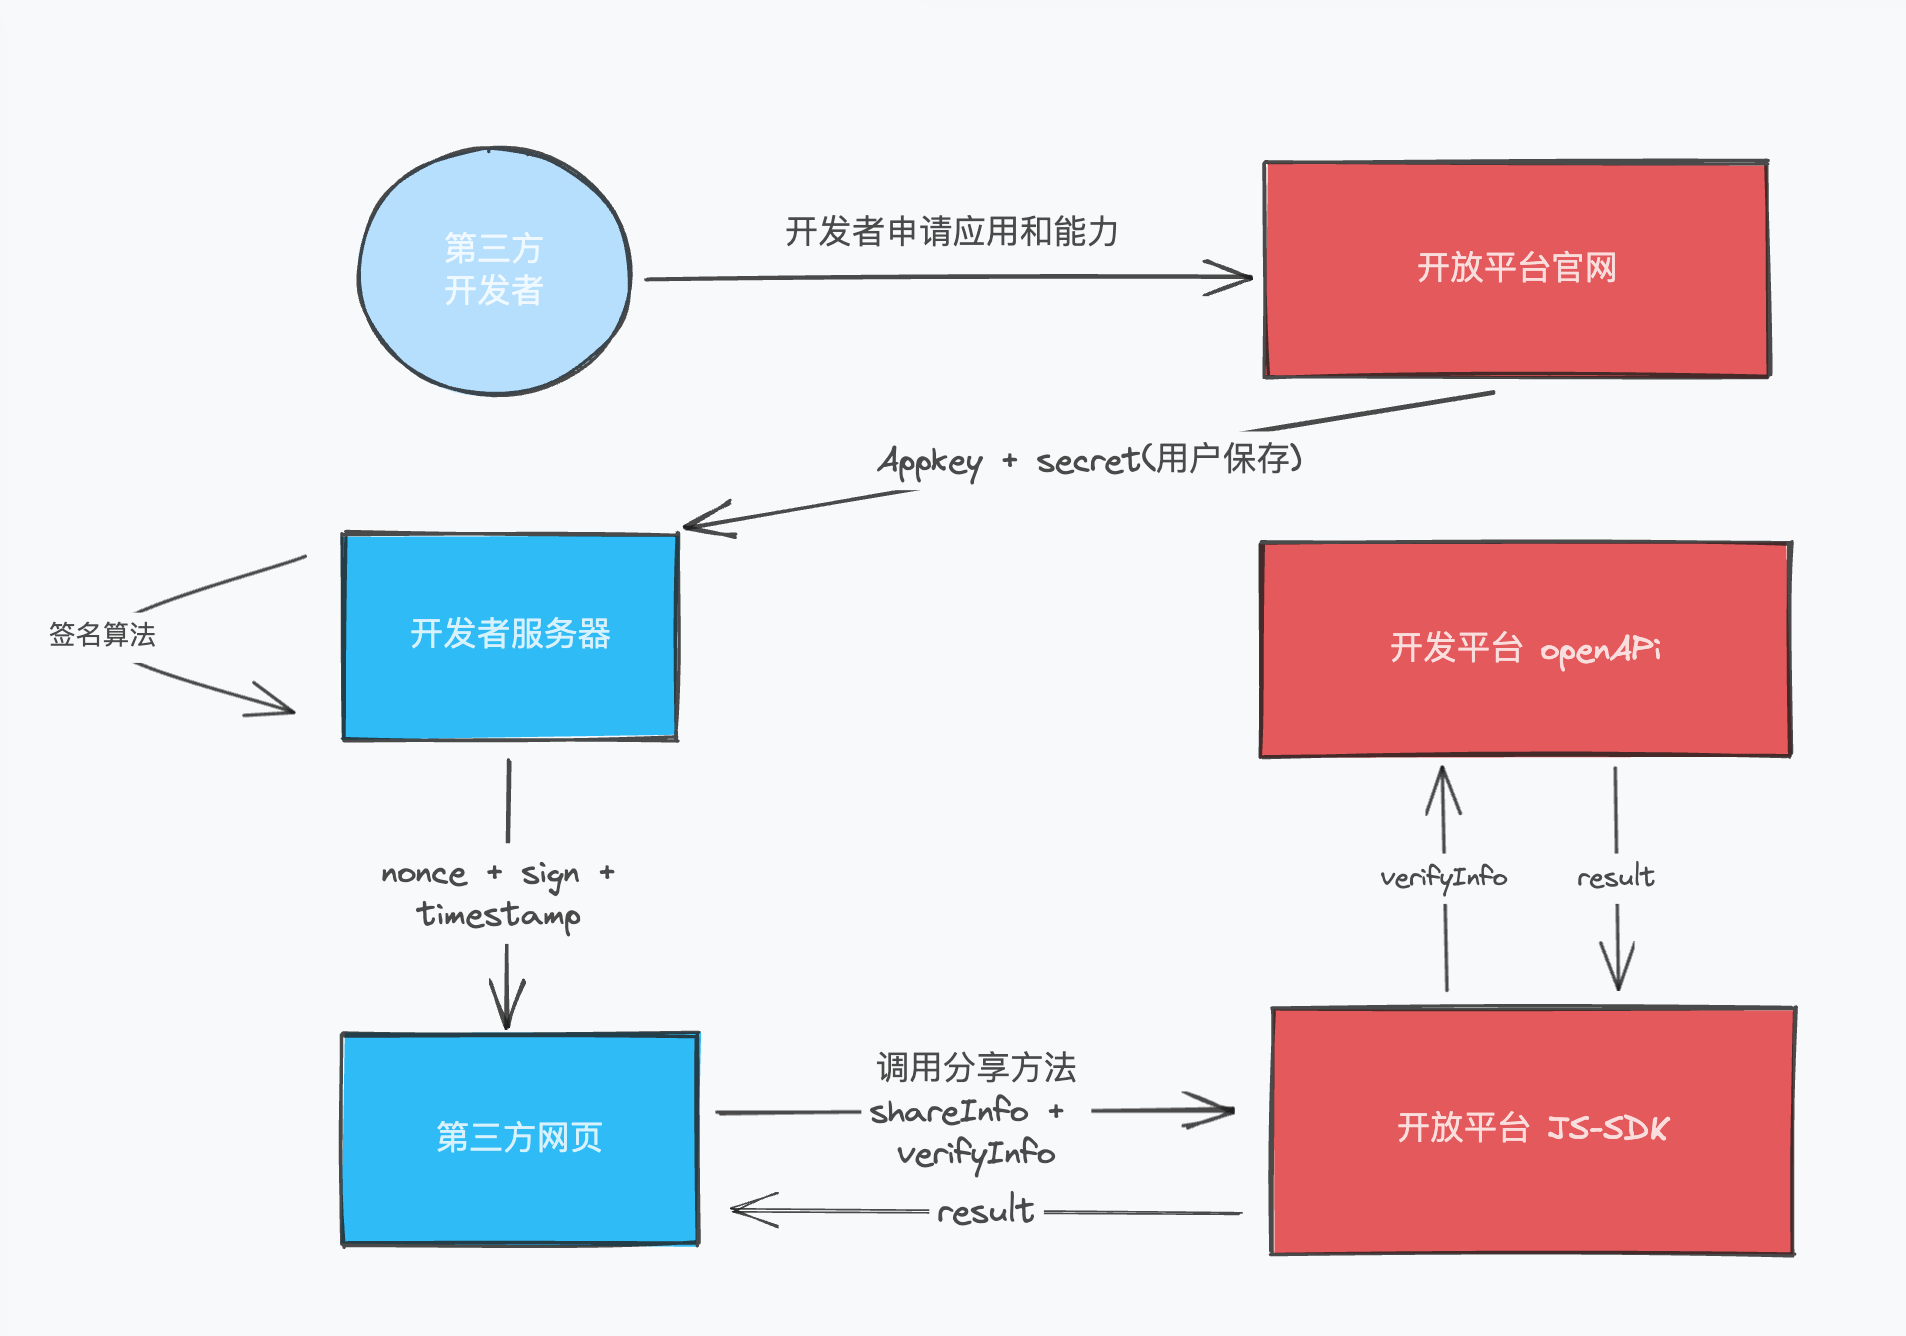 第三方
开发者
开发者申请应用和能力
开放平台官网
Appkey + secret(用户保存)
签名算法
开发者服务器
开发平台 openAPi
nonce + sign +
timestamp
verifyInfo
result
第三方网页
调用分享方法
shareInfo +
verifyInfo
result
开放平台 JS-SDK